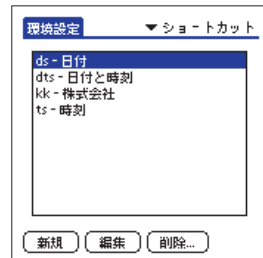 環境設定 ▼ショートカット
ds - 日付
dts - 日付と時刻
kk - 株式会社
ts - 時刻
新規 編集 削除...